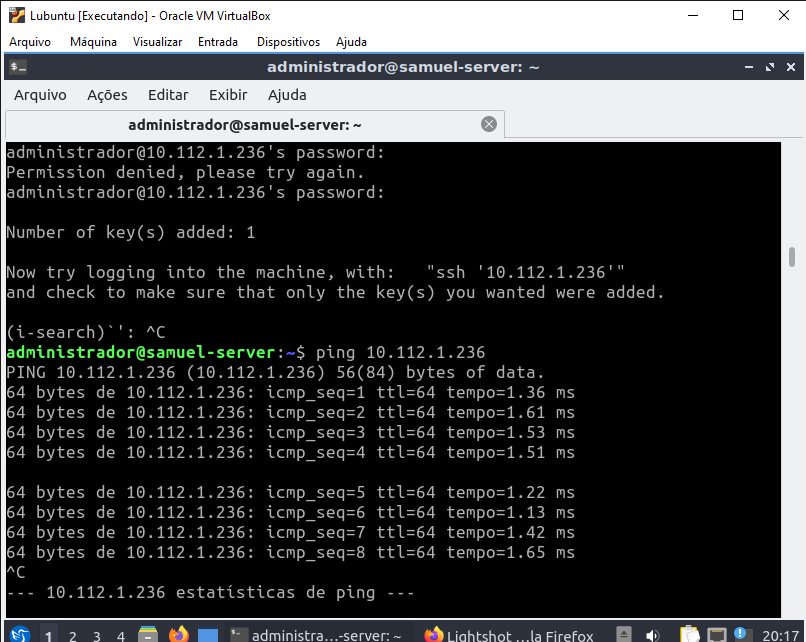 Lubuntu [Executando] - Oracle VM VirtualBox
Arquivo Máquina Visualizar Entrada Dispositivos Ajuda
administrador@samuel-server: ~
Arquivo Ações Editar Exibir Ajuda
administrador@samuel-server: ~
administrador@10.112.1.236's password:
Permission denied, please try again.
administrador@10.112.1.236's password:
Number of key(s) added: 1
Now try logging into the machine, with:   "ssh '10.112.1.236'"
and check to make sure that only the key(s) you wanted were added.
(i-search)`': ^C
administrador@samuel-server:~$ ping 10.112.1.236
PING 10.112.1.236 (10.112.1.236) 56(84) bytes of data.
64 bytes de 10.112.1.236: icmp_seq=1 ttl=64 tempo=1.36 ms
64 bytes de 10.112.1.236: icmp_seq=2 ttl=64 tempo=1.61 ms
64 bytes de 10.112.1.236: icmp_seq=3 ttl=64 tempo=1.53 ms
64 bytes de 10.112.1.236: icmp_seq=4 ttl=64 tempo=1.51 ms
64 bytes de 10.112.1.236: icmp_seq=5 ttl=64 tempo=1.22 ms
64 bytes de 10.112.1.236: icmp_seq=6 ttl=64 tempo=1.13 ms
64 bytes de 10.112.1.236: icmp_seq=7 ttl=64 tempo=1.42 ms
64 bytes de 10.112.1.236: icmp_seq=8 ttl=64 tempo=1.65 ms
^C
--- 10.112.1.236 estatísticas de ping ---
1 2 3 4 administra…-server: ~ Lightshot …la Firefox 20:17